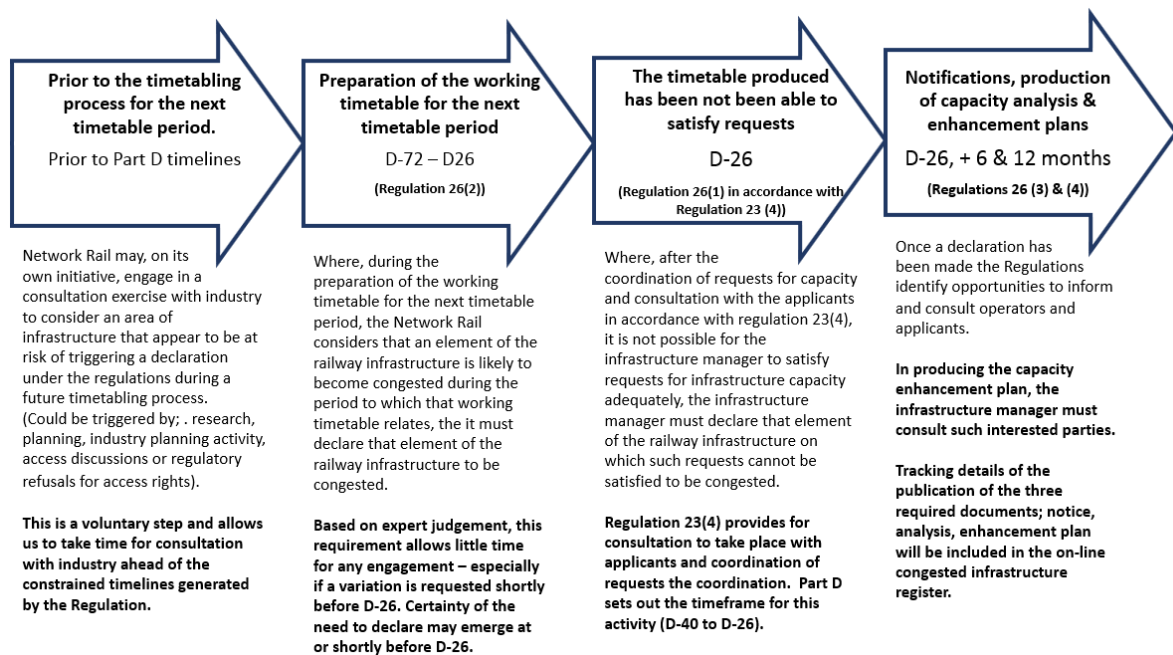 Prior to the timetabling
process for the next
timetable period.
Prior to Part D timelines
Network Rail may, on its
own initiative, engage in a
consultation exercise with industry
to consider an area of
infrastructure that appear to be at
risk of triggering a declaration
under the regulations during a
future timetabling process.
(Could be triggered by; . research,
planning, industry planning activity,
access discussions or regulatory
refusals for access rights).
This is a voluntary step and allows
us to take time for consultation
with industry ahead of the
constrained timelines generated
by the Regulation.
Preparation of the working
timetable for the next
timetable period
D-72 – D26
(Regulation 26(2))
Where, during the
preparation of the working
timetable for the next timetable
period, the Network Rail
considers that an element of the
railway infrastructure is likely to
become congested during the
period to which that working
timetable relates, the it must
declare that element of the
railway infrastructure to be
congested.
Based on expert judgement, this
requirement allows little time
for any engagement – especially
if a variation is requested shortly
before D-26. Certainty of the
need to declare may emerge at
or shortly before D-26.
The timetable produced
has been not been able to
satisfy requests
D-26
(Regulation 26(1) in accordance with
Regulation 23 (4))
Where, after the
coordination of requests for capacity
and consultation with the applicants
in accordance with regulation 23(4),
it is not possible for the
infrastructure manager to satisfy
requests for infrastructure capacity
adequately, the infrastructure
manager must declare that element
of the railway infrastructure on
which such requests cannot be
satisfied to be congested.
Regulation 23(4) provides for
consultation to take place with
applicants and coordination of
requests the coordination.  Part D
sets out the timeframe for this
activity (D-40 to D-26).
Notifications, production
of capacity analysis &
enhancement plans
D-26, + 6 & 12 months
(Regulations 26 (3) & (4))
Once a declaration has
been made the Regulations
identify opportunities to inform
and consult operators and
applicants.
In producing the capacity
enhancement plan, the
infrastructure manager must
consult such interested parties.
Tracking details of the
publication of the three
required documents; notice,
analysis, enhancement plan
will be included in the on-line
congested infrastructure
register.